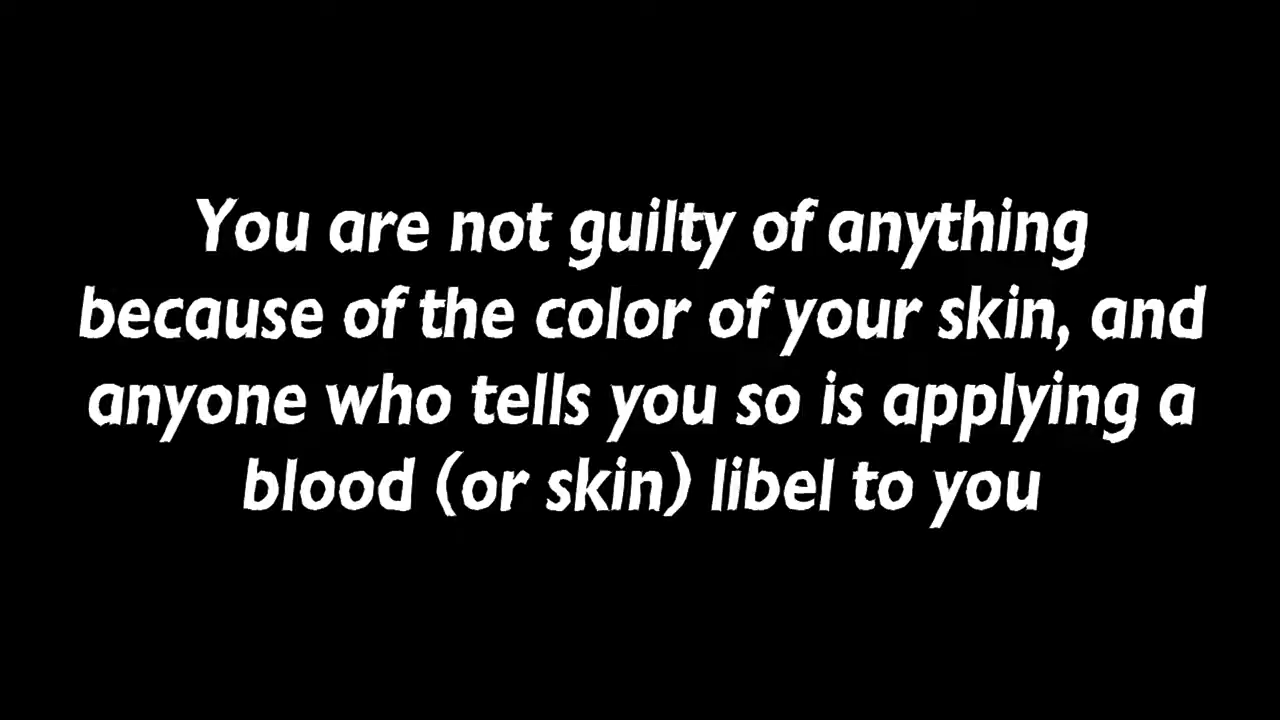 You are not guilty of anything
because of the color of your skin, and
anyone who tells you so is applying a
blood (or skin) libel to you